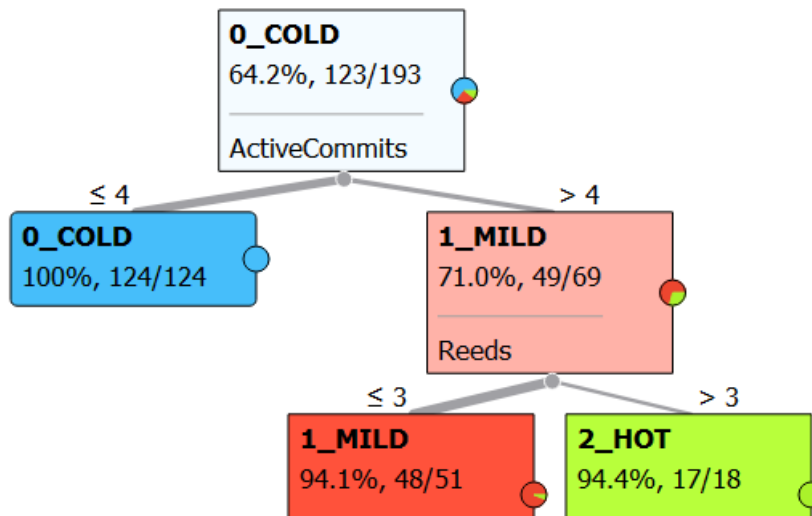 0_COLD
64.2%, 123/193
ActiveCommits
≤ 4
> 4
0_COLD
100%, 124/124
1_MILD
71.0%, 49/69
Reeds
≤ 3
> 3
1_MILD
94.1%, 48/51
2_HOT
94.4%, 17/18